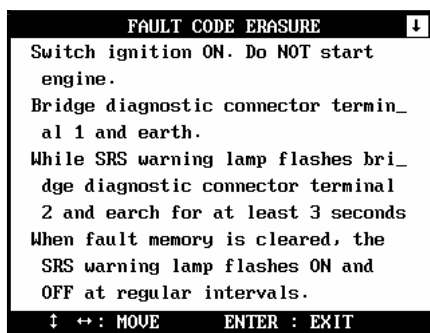 FAULT CODE ERASURE ↓
Switch ignition ON. Do NOT start
engine.
Bridge diagnostic connector termin_
al 1 and earth.
While SRS warning lamp flashes bri_
dge diagnostic connector terminal
2 and earch for at least 3 seconds
When fault memory is cleared, the
SRS warning lamp flashes ON and
OFF at regular intervals.
↕ ↔: MOVE ENTER : EXIT